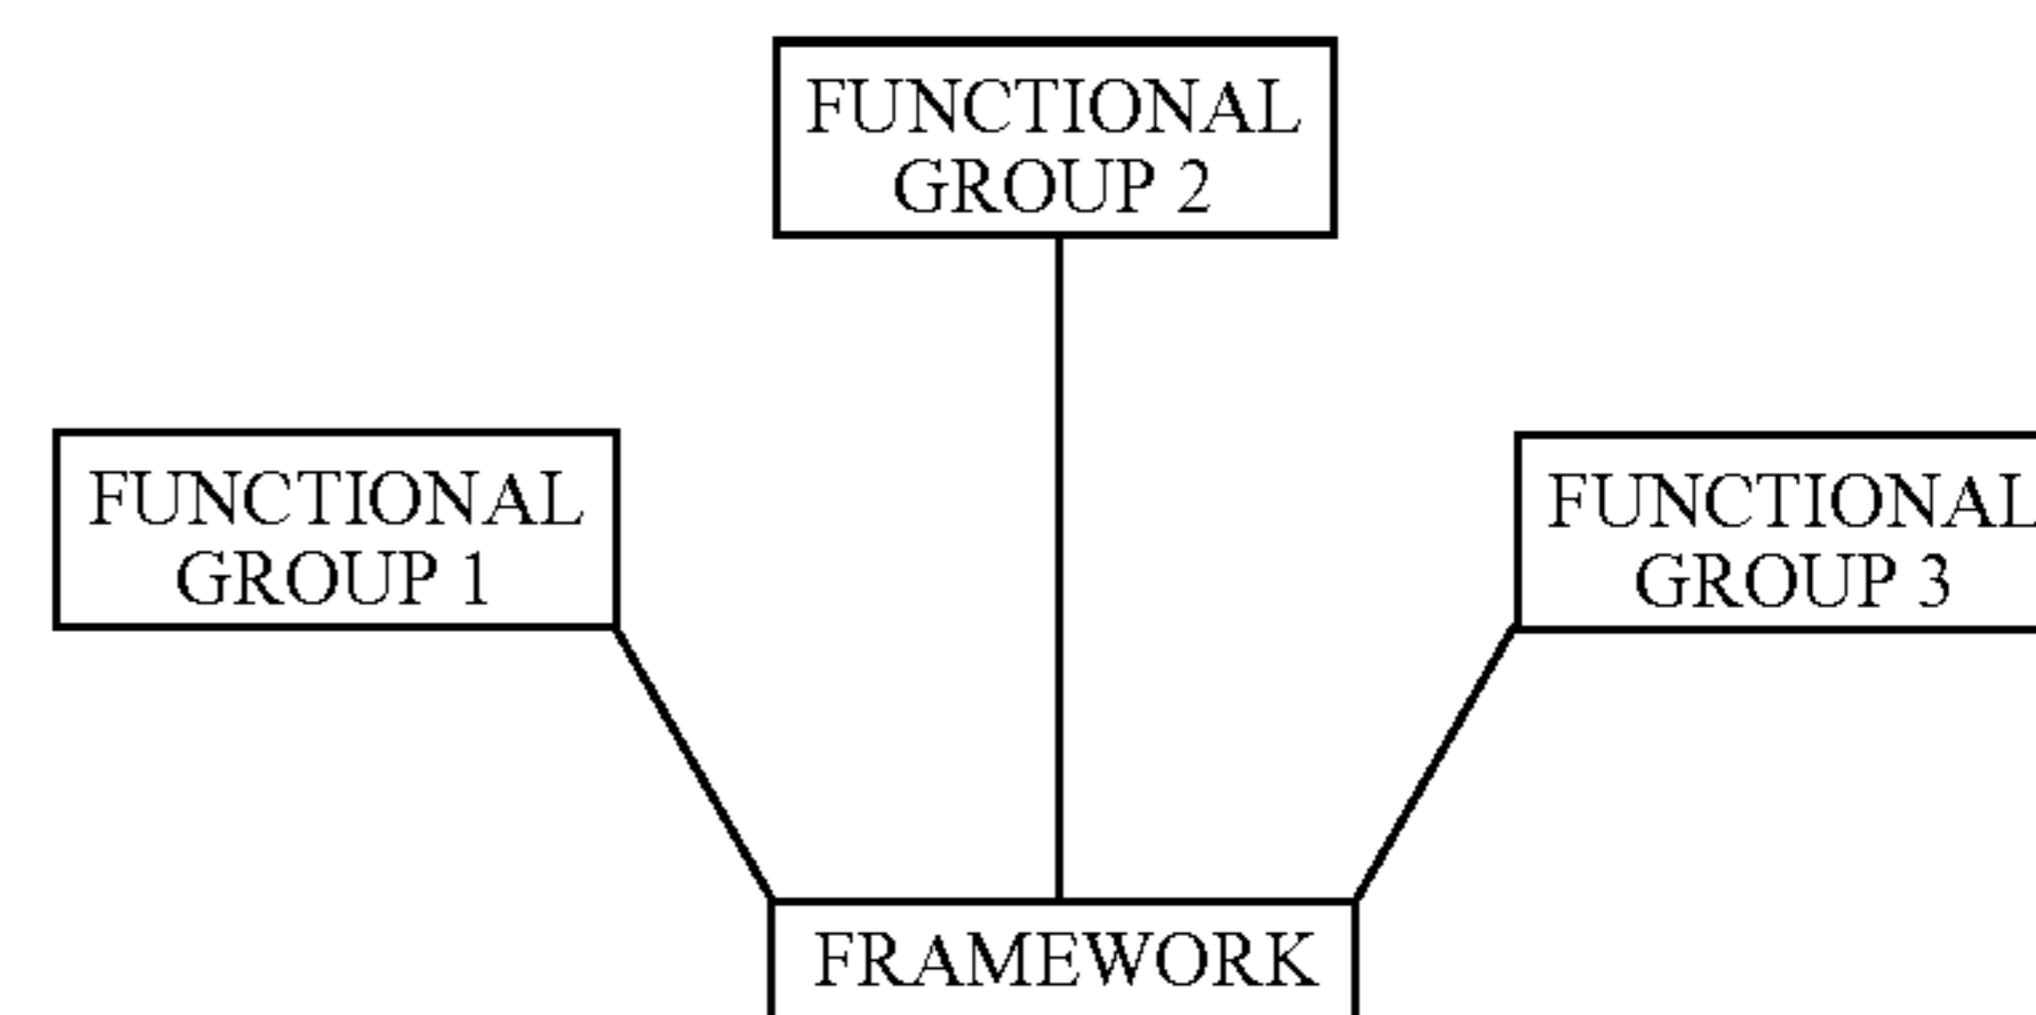 FUNCTIONAL
GROUP 2
FUNCTIONAL
GROUP 1
FUNCTIONAL
GROUP 3
FRAMEWORK